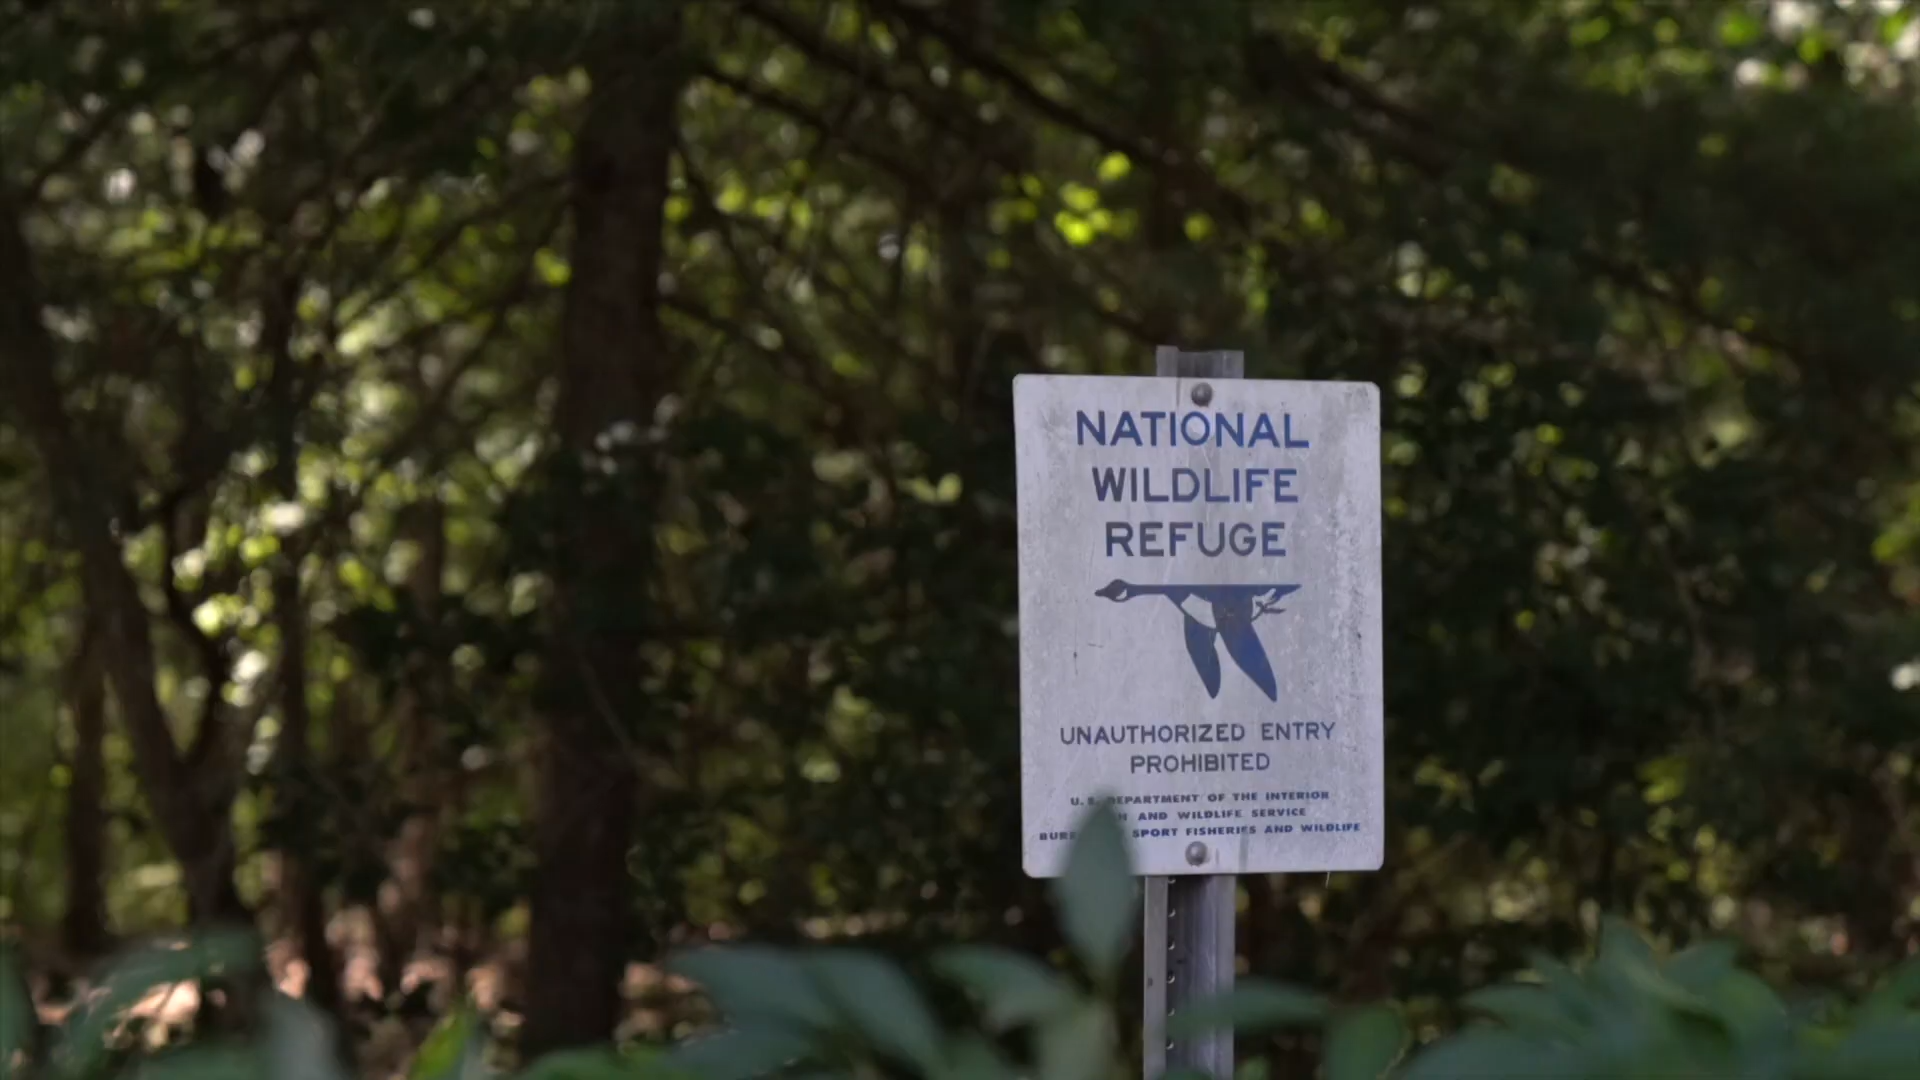 NATIONAL
WILDLIFE
REFUGE
UNAUTHORIZED ENTRY
PROHIBITED
U.S. DEPARTMENT OF THE INTERIOR
AND WILDLIFE SERVICE
SPORT FISHERIES AND WILDLIFE